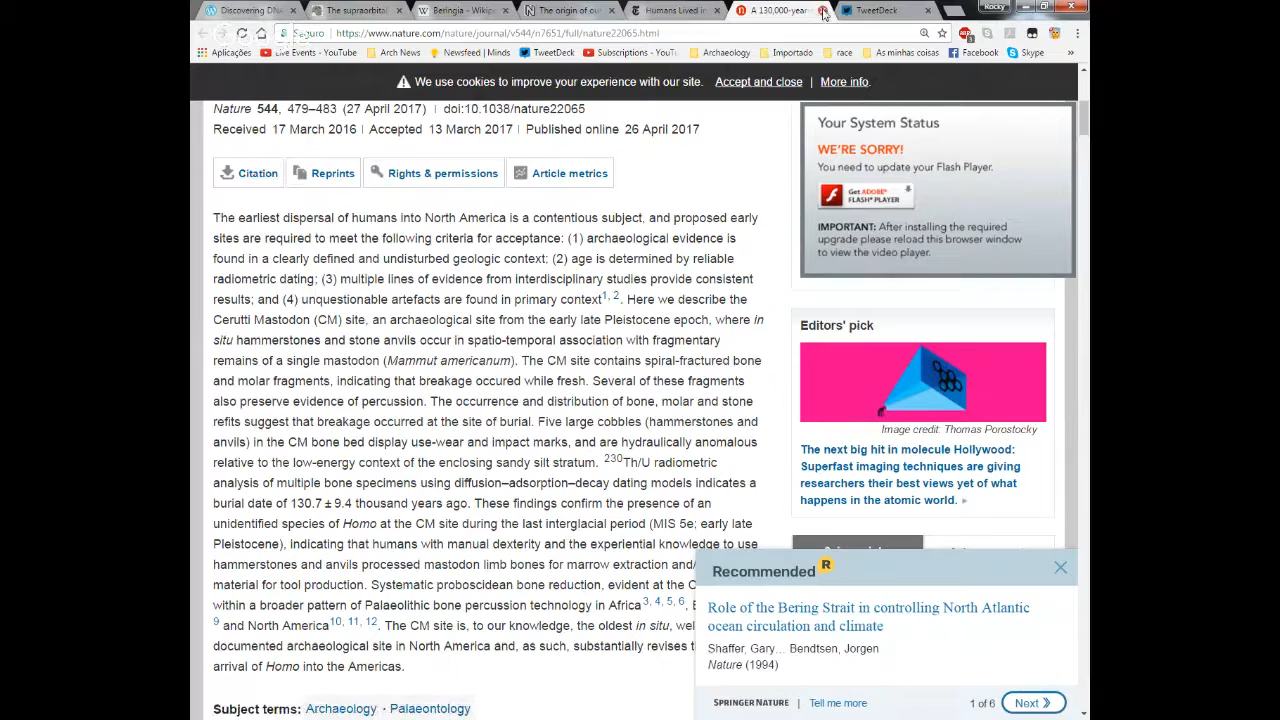 Discovering DNA
The supraorbital
Beringia - Wikipe
The origin of our
Humans Lived in
A 130,000-year
TweetDeck
Rocky
Seguro
https://www.nature.com/nature/journal/v544/n7651/full/nature22065.html
Aplicações
Live Events - YouTube
Arch News
Newsfeed | Minds
TweetDeck
Subscriptions - YouTu
Archaeology
Importado
race
As minhas coisas
Facebook
Skype
We use cookies to improve your experience with our site. Accept and close | More info.
Nature 544, 479–483 (27 April 2017) | doi:10.1038/nature22065
Received 17 March 2016 | Accepted 13 March 2017 | Published online 26 April 2017
Citation
Reprints
Rights & permissions
Article metrics
The earliest dispersal of humans into North America is a contentious subject, and proposed early
sites are required to meet the following criteria for acceptance: (1) archaeological evidence is
found in a clearly defined and undisturbed geologic context; (2) age is determined by reliable
radiometric dating; (3) multiple lines of evidence from interdisciplinary studies provide consistent
results; and (4) unquestionable artefacts are found in primary context1, 2. Here we describe the
Cerutti Mastodon (CM) site, an archaeological site from the early late Pleistocene epoch, where in
situ hammerstones and stone anvils occur in spatio-temporal association with fragmentary
remains of a single mastodon (Mammut americanum). The CM site contains spiral-fractured bone
and molar fragments, indicating that breakage occured while fresh. Several of these fragments
also preserve evidence of percussion. The occurrence and distribution of bone, molar and stone
refits suggest that breakage occurred at the site of burial. Five large cobbles (hammerstones and
anvils) in the CM bone bed display use-wear and impact marks, and are hydraulically anomalous
relative to the low-energy context of the enclosing sandy silt stratum. 230Th/U radiometric
analysis of multiple bone specimens using diffusion–adsorption–decay dating models indicates a
burial date of 130.7 ± 9.4 thousand years ago. These findings confirm the presence of an
unidentified species of Homo at the CM site during the last interglacial period (MIS 5e; early late
Pleistocene), indicating that humans with manual dexterity and the experiential knowledge to use
hammerstones and anvils processed mastodon limb bones for marrow extraction and/
material for tool production. Systematic proboscidean bone reduction, evident at the C
within a broader pattern of Palaeolithic bone percussion technology in Africa3, 4, 5, 6, E
9 and North America10, 11, 12. The CM site is, to our knowledge, the oldest in situ, wel
documented archaeological site in North America and, as such, substantially revises t
arrival of Homo into the Americas.
Subject terms: Archaeology • Palaeontology
Your System Status
WE'RE SORRY!
You need to update your Flash Player.
Get ADOBE®
FLASH® PLAYER
IMPORTANT: After installing the required
upgrade please reload this browser window
to view the video player.
Editors' pick
Image credit: Thomas Porostocky
The next big hit in molecule Hollywood:
Superfast imaging techniques are giving
researchers their best views yet of what
happens in the atomic world.
Recommended R
Role of the Bering Strait in controlling North Atlantic
ocean circulation and climate
Shaffer, Gary... Bendtsen, Jorgen
Nature (1994)
SPRINGER NATURE | Tell me more
1 of 6
Next